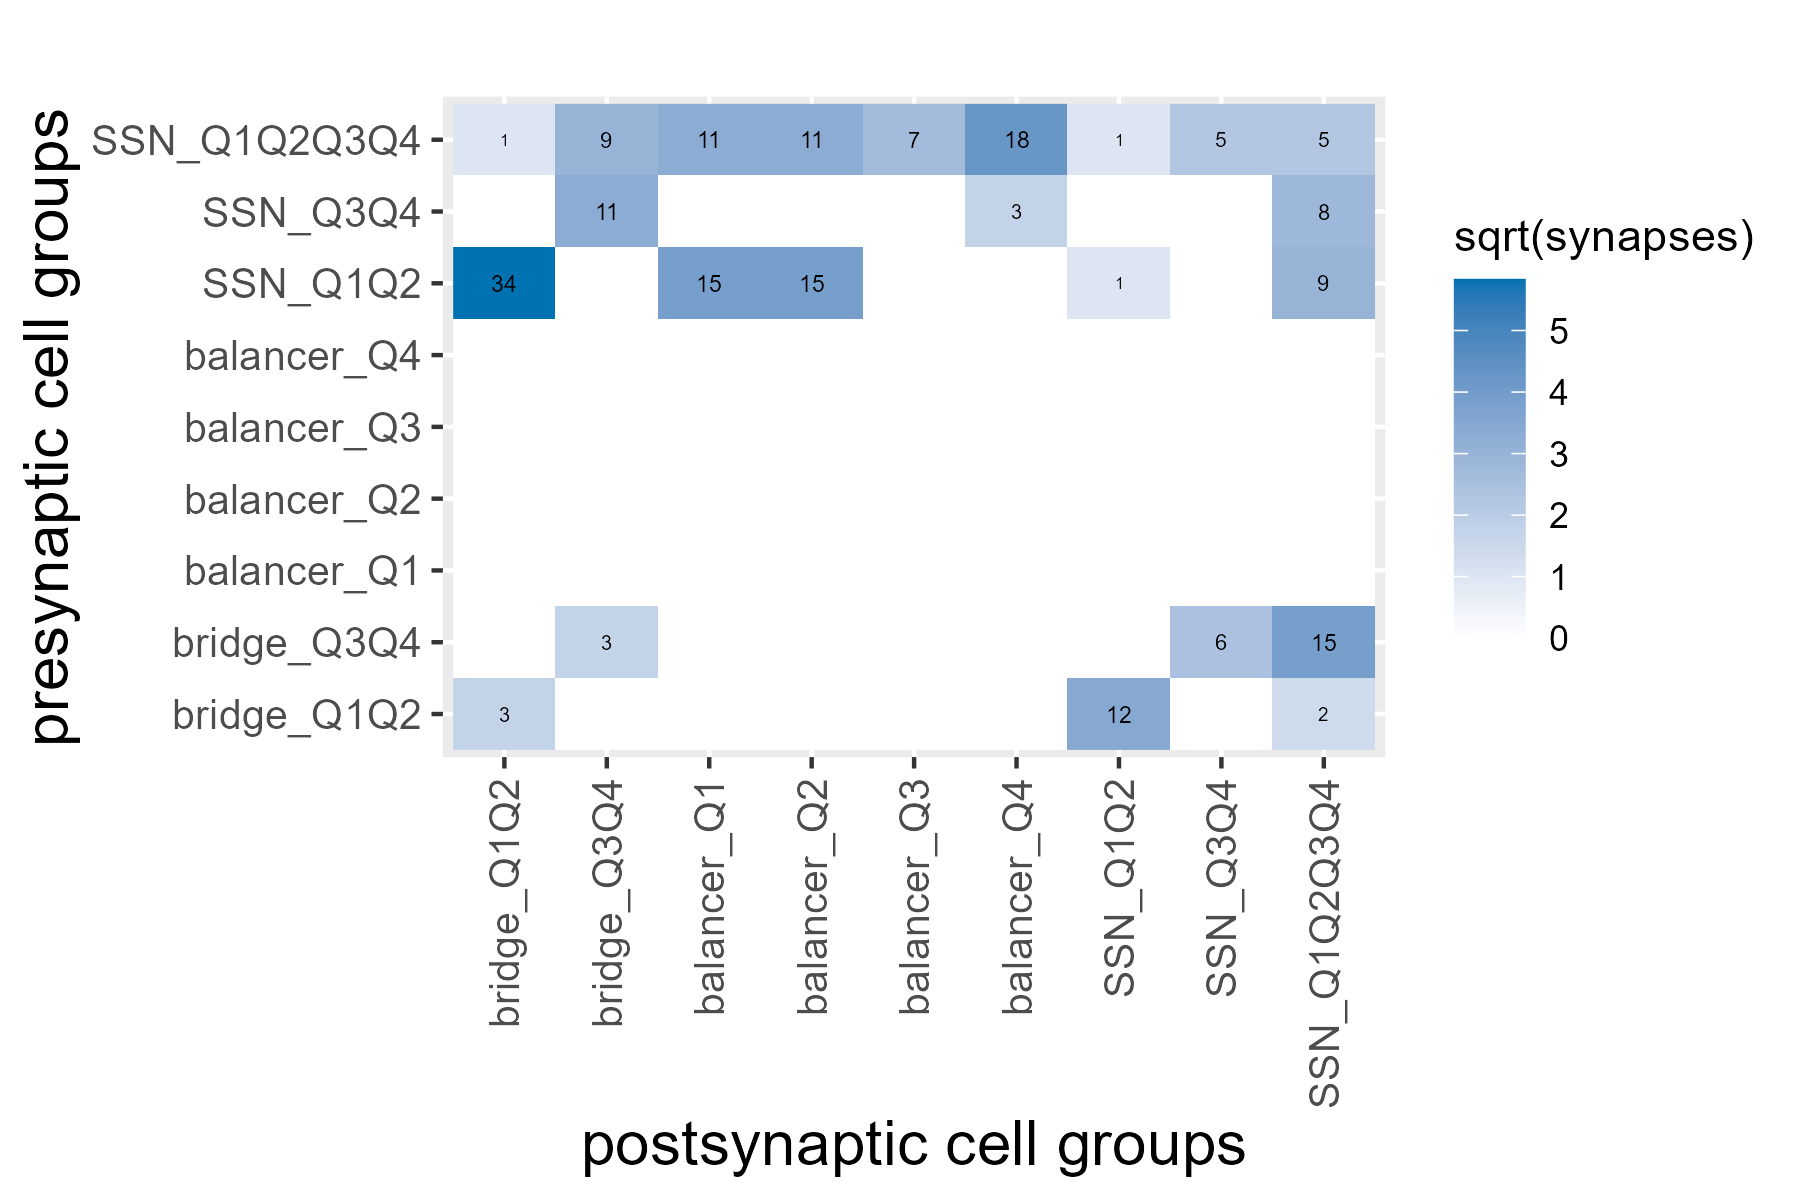 presynaptic cell groups
SSN_Q1Q2Q3Q4 1 9 11 11 7 18 1 5 5
SSN_Q3Q4 11 3 8
SSN_Q1Q2 34 15 15 1 9
balancer_Q4
balancer_Q3
balancer_Q2
balancer_Q1
bridge_Q3Q4 3 6 15
bridge_Q1Q2 3 12 2
bridge_Q1Q2
bridge_Q3Q4
balancer_Q1
balancer_Q2
balancer_Q3
balancer_Q4
SSN_Q1Q2
SSN_Q3Q4
SSN_Q1Q2Q3Q4
postsynaptic cell groups
sqrt(synapses)
5
4
3
2
1
0